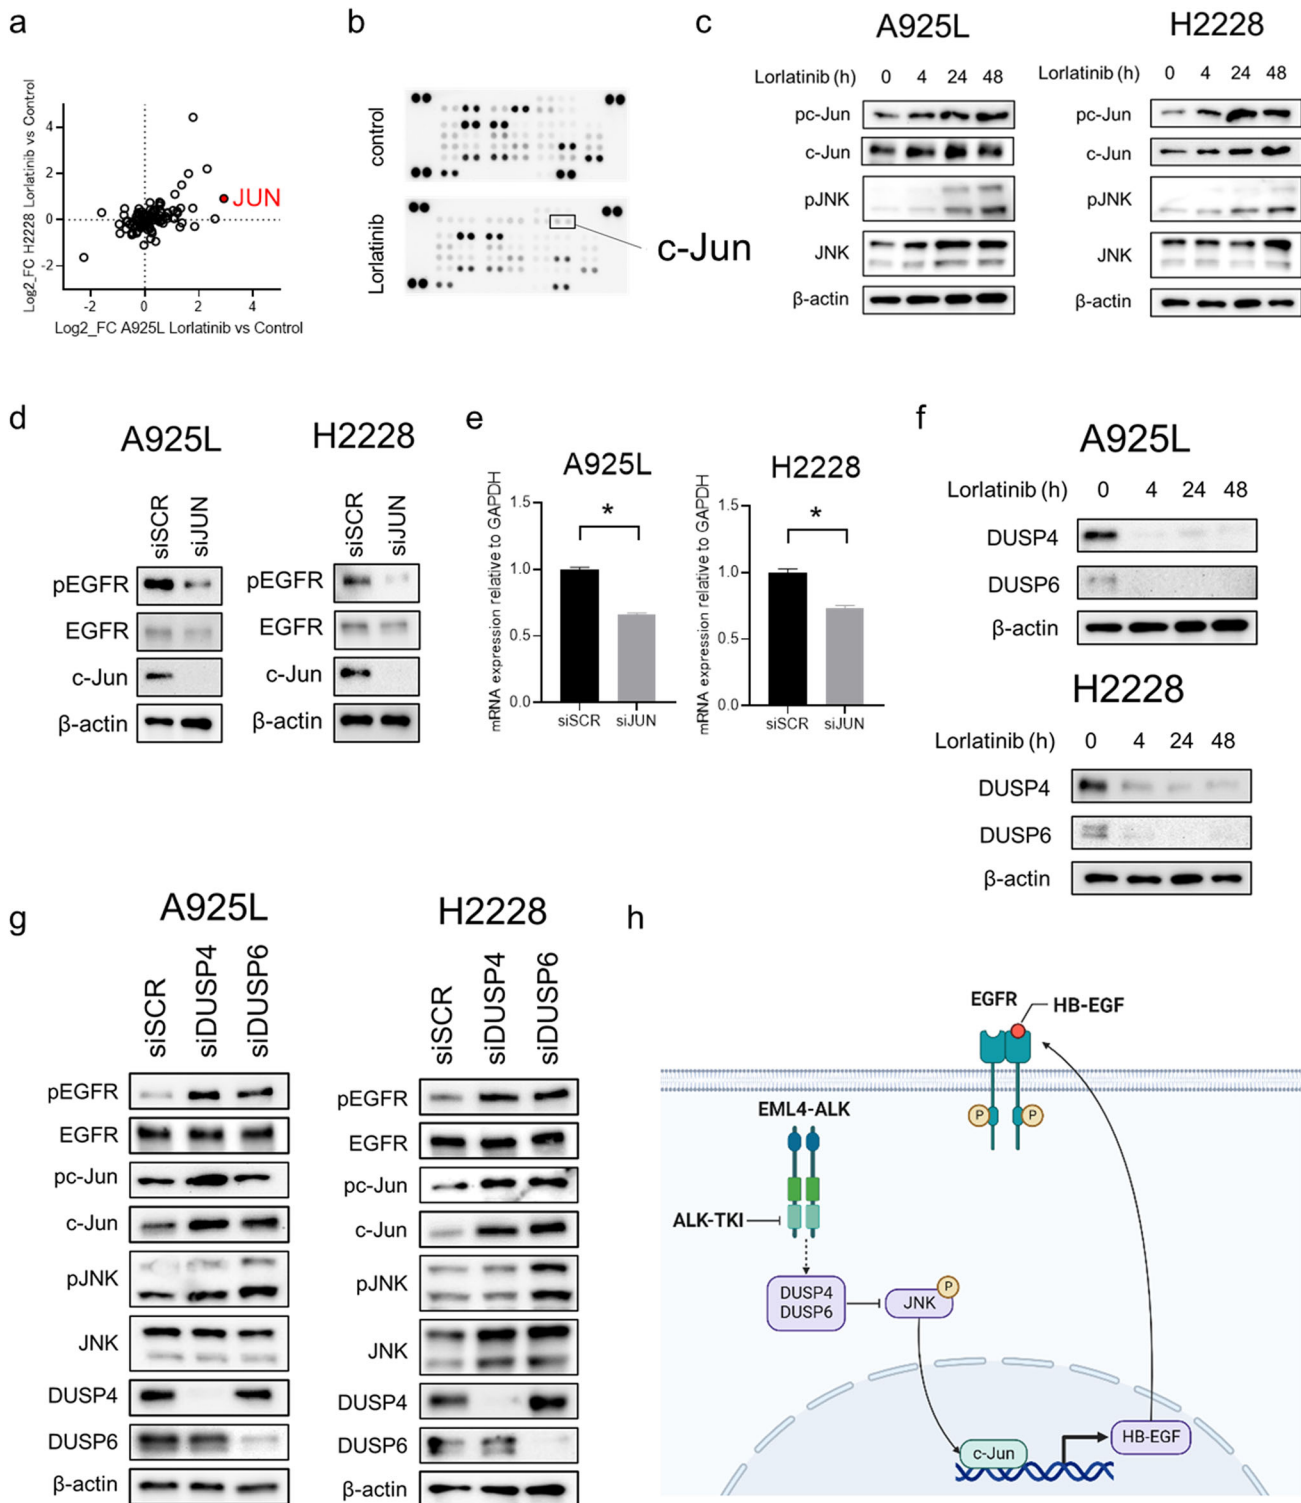 a
Log2_FC H2228 Lorlatinib vs Control
4
2
0
-2
JUN
-2 0 2 4
Log2_FC A925L Lorlatinib vs Control
b
control
Lorlatinib
c-Jun
c
A925L
Lorlatinib (h) 0 4 24 48
pc-Jun
c-Jun
pJNK
JNK
β-actin
H2228
Lorlatinib (h) 0 4 24 48
pc-Jun
c-Jun
pJNK
JNK
β-actin
d
A925L
siSCR siJUN
pEGFR
EGFR
c-Jun
β-actin
H2228
siSCR siJUN
pEGFR
EGFR
c-Jun
β-actin
e
A925L
mRNA expression relative to GAPDH
1.5
*
1.0
0.5
0.0
siSCR siJUN
H2228
mRNA expression relative to GAPDH
1.5
*
1.0
0.5
0.0
siSCR siJUN
f
A925L
Lorlatinib (h) 0 4 24 48
DUSP4
DUSP6
β-actin
H2228
Lorlatinib (h) 0 4 24 48
DUSP4
DUSP6
β-actin
g
A925L
siSCR siDUSP4 siDUSP6
pEGFR
EGFR
pc-Jun
c-Jun
pJNK
JNK
DUSP4
DUSP6
β-actin
H2228
siSCR siDUSP4 siDUSP6
pEGFR
EGFR
pc-Jun
c-Jun
pJNK
JNK
DUSP4
DUSP6
β-actin
h
EGFR HB-EGF
P P
EML4-ALK
ALK-TKI
DUSP4
DUSP6
JNK
P
c-Jun
HB-EGF